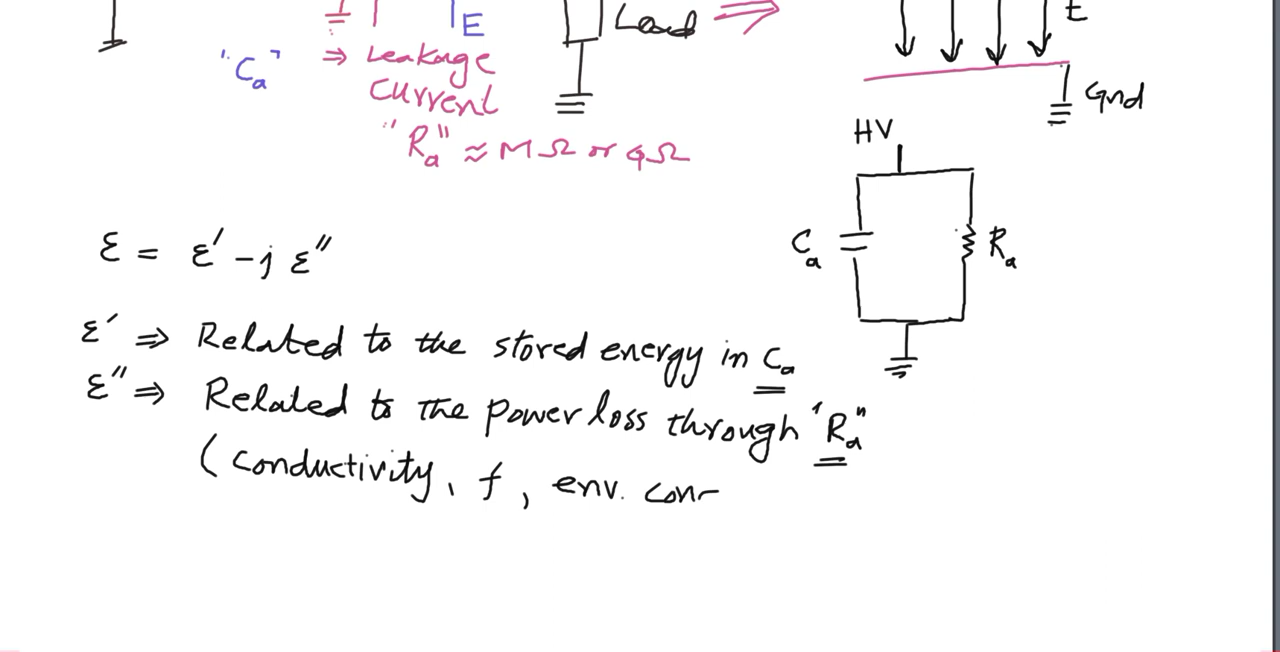 E
Load
E
"Ca"
⇒ Leakage
Current
"Ra" ≈ MΩ or GΩ
Gnd
HV
Ca
Ra
ε = ε' - j ε"
ε' ⇒ Related to the stored energy in Ca
ε" ⇒ Related to the power loss through "Ra"
(conductivity, f, env. con